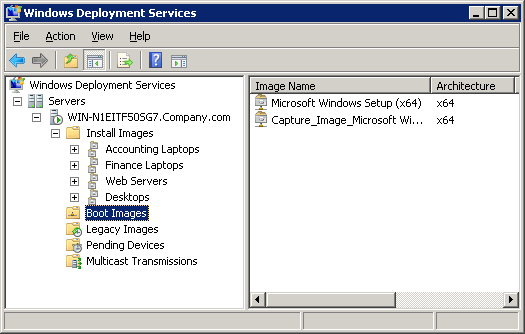 Windows Deployment Services
File Action View Help
Windows Deployment Services
Servers
WIN-N1EITF50SG7.Company.com
Install Images
Accounting Laptops
Finance Laptops
Web Servers
Desktops
Boot Images
Legacy Images
Pending Devices
Multicast Transmissions
Image Name Architecture
Microsoft Windows Setup (x64) x64
Capture_Image_Microsoft Wi... x64